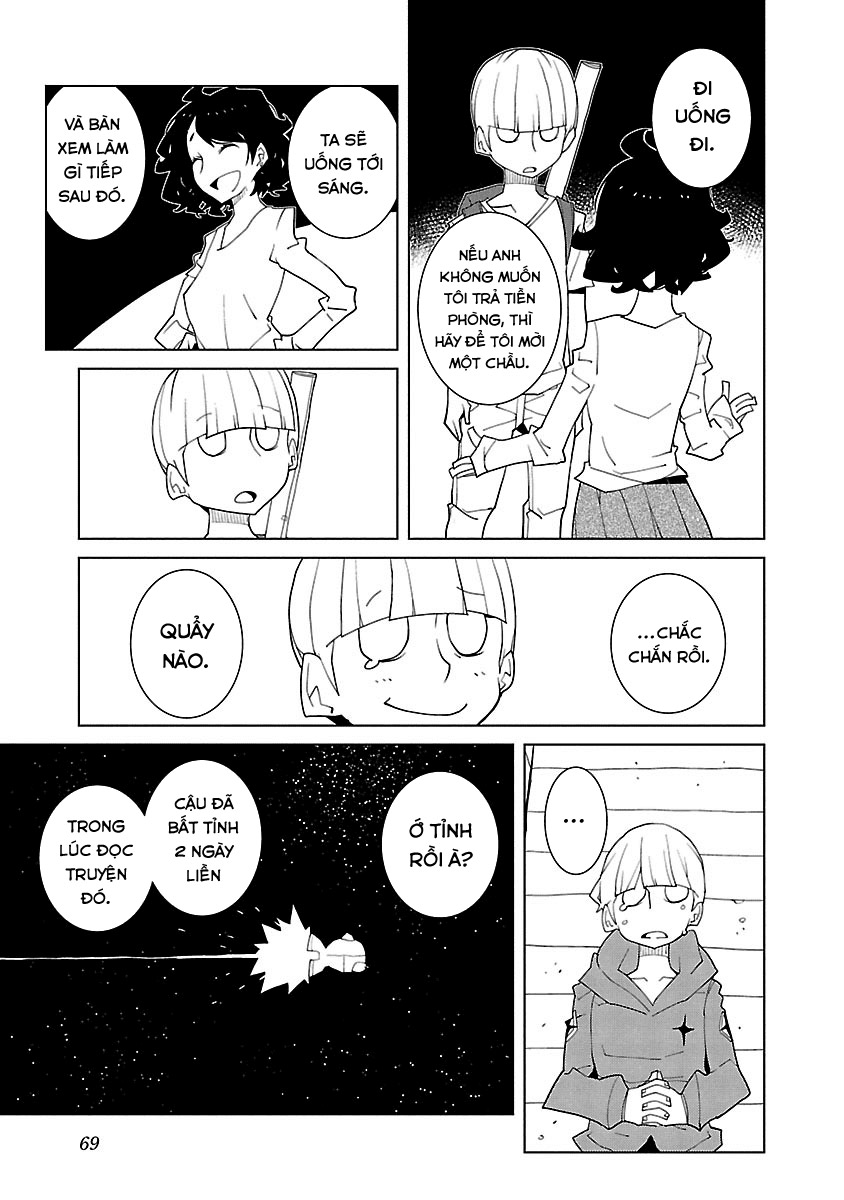 ĐI
UỐNG
ĐI.
NẾU ANH
KHÔNG MUỐN
TÔI TRẢ TIỀN
PHÒNG, THÌ
HÃY ĐỂ TÔI MỜI
MỘT CHẦU.
TA SẼ
UỐNG TỚI
SÁNG.
VÀ BÀN
XEM LÀM
GÌ TIẾP
SAU ĐÓ.
...CHẮC
CHẮN RỒI.
QUẨY
NÀO.
...
Ớ TỈNH
RỒI À?
CẬU ĐÃ
BẤT TỈNH
2 NGÀY
LIỀN
TRONG
LÚC ĐỌC
TRUYỆN
ĐÓ.
69